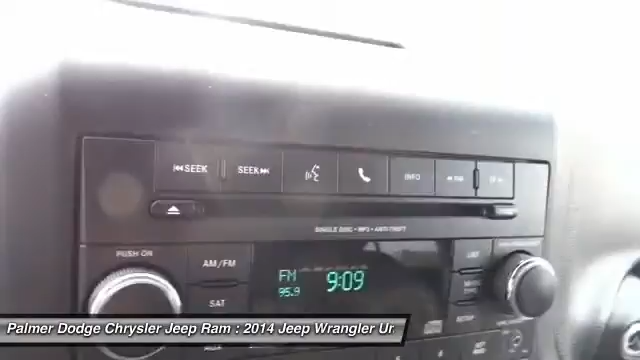 SEEK SEEK INFO
SINGLE DISC • MP3 • ANTI-THEFT
PUSH ON
AM/FM
FM
9:09
95.9
SAT
SETUP
Palmer Dodge Chrysler Jeep Ram : 2014 Jeep Wrangler Ur